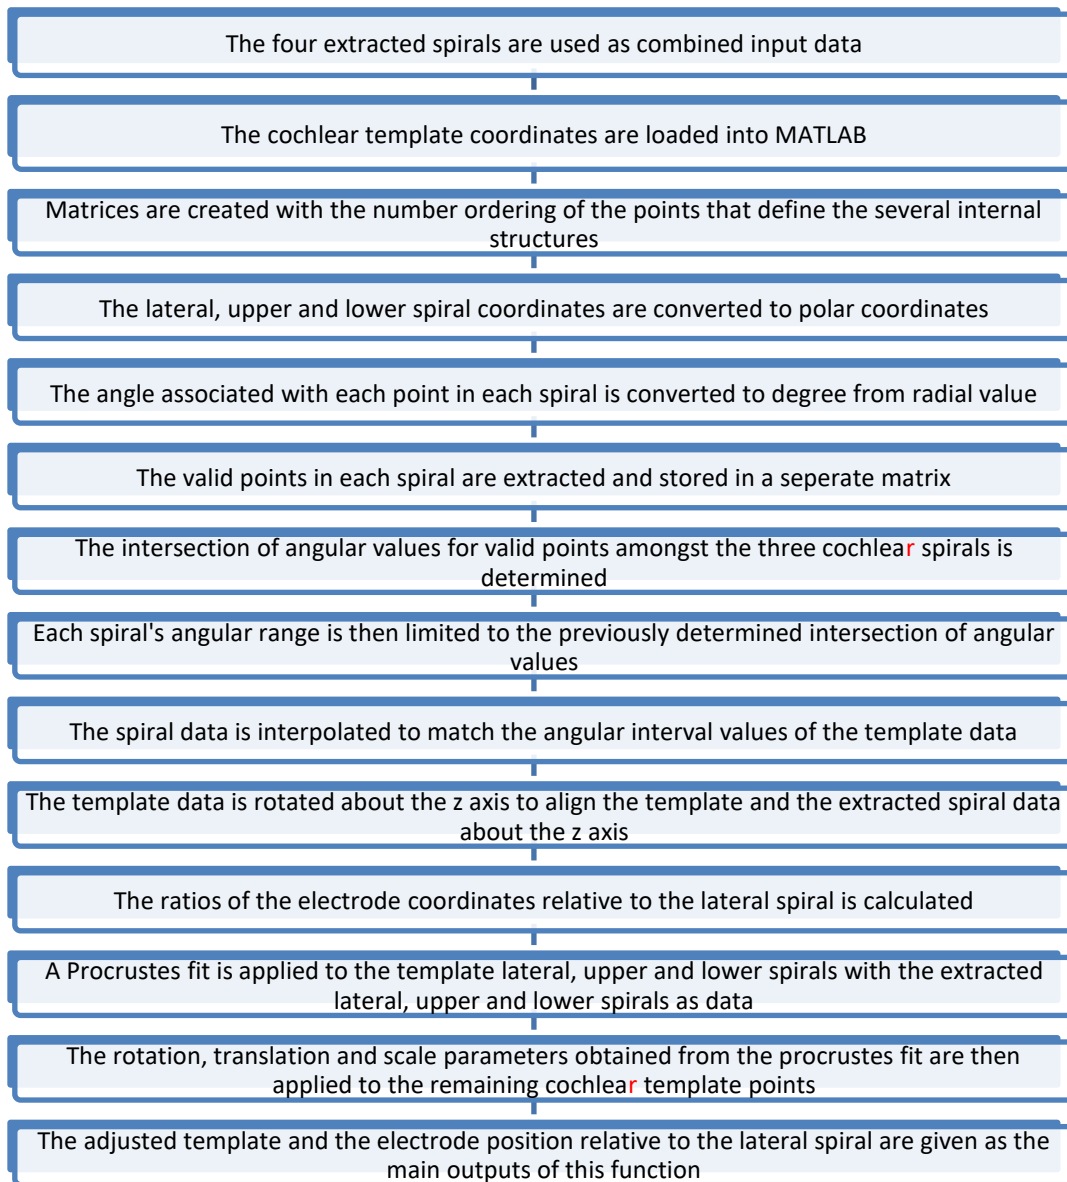 The four extracted spirals are used as combined input data
The cochlear template coordinates are loaded into MATLAB
Matrices are created with the number ordering of the points that define the several internal
structures
The lateral, upper and lower spiral coordinates are converted to polar coordinates
The angle associated with each point in each spiral is converted to degree from radial value
The valid points in each spiral are extracted and stored in a seperate matrix
The intersection of angular values for valid points amongst the three cochlear spirals is
determined
Each spiral's angular range is then limited to the previously determined intersection of angular
values
The spiral data is interpolated to match the angular interval values of the template data
The template data is rotated about the z axis to align the template and the extracted spiral data
about the z axis
The ratios of the electrode coordinates relative to the lateral spiral is calculated
A Procrustes fit is applied to the template lateral, upper and lower spirals with the extracted
lateral, upper and lower spirals as data
The rotation, translation and scale parameters obtained from the procrustes fit are then
applied to the remaining cochlear template points
The adjusted template and the electrode position relative to the lateral spiral are given as the
main outputs of this function